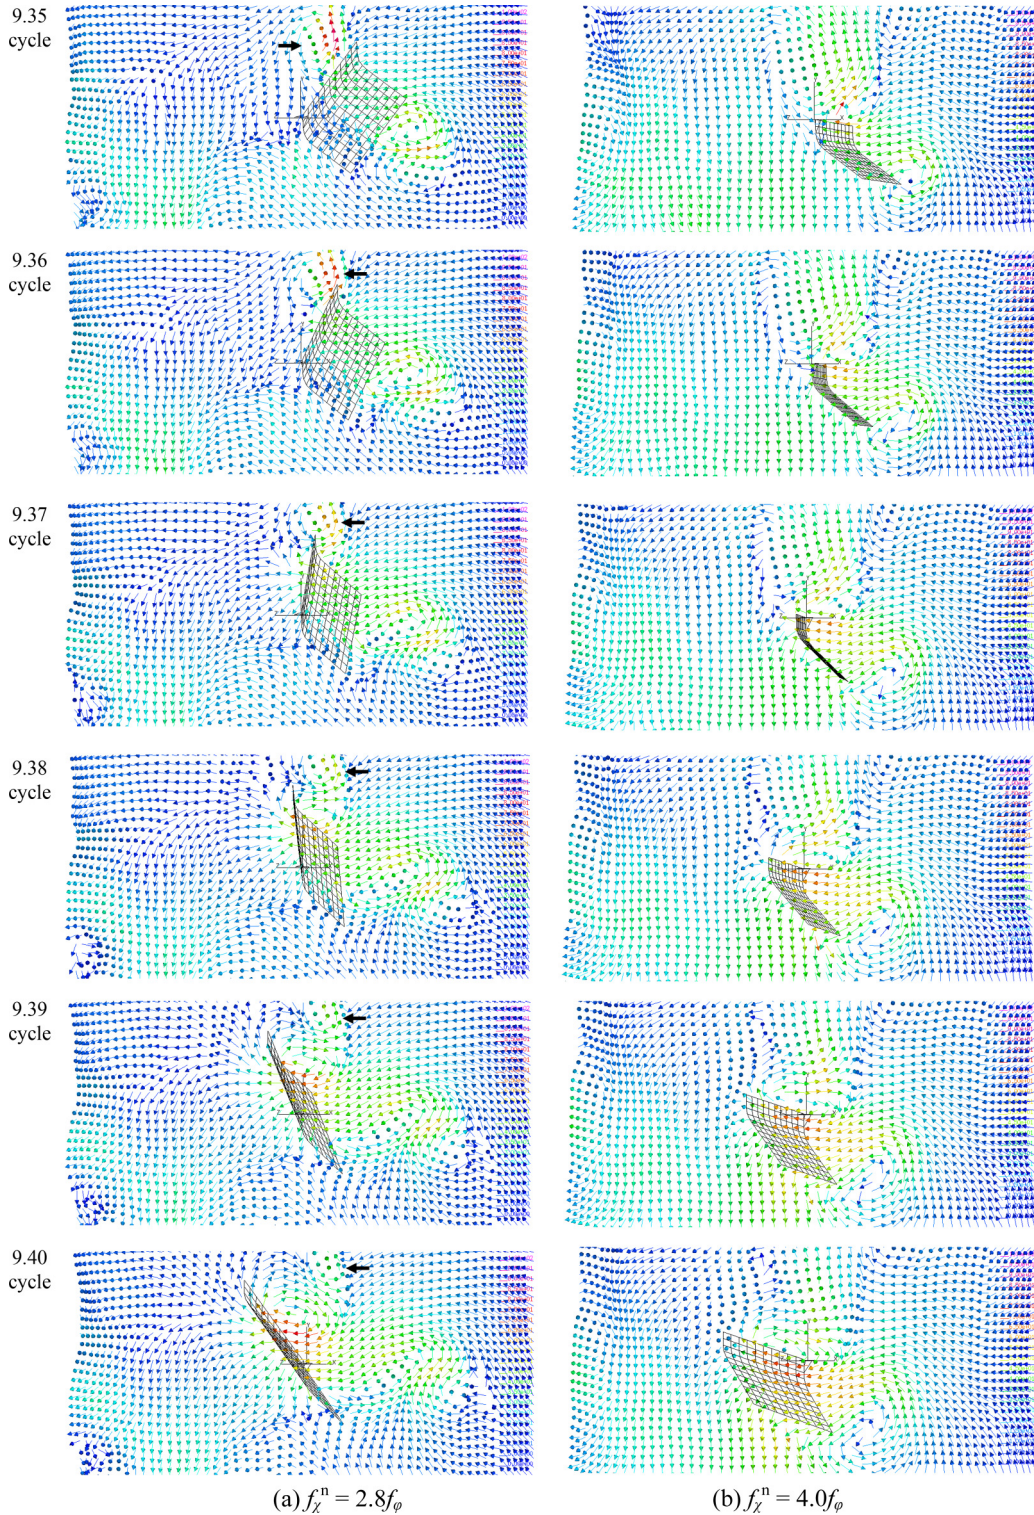 9.35
cycle
9.36
cycle
9.37
cycle
9.38
cycle
9.39
cycle
9.40
cycle
(a) fχⁿ = 2.8fφ
(b) fχⁿ = 4.0fφ